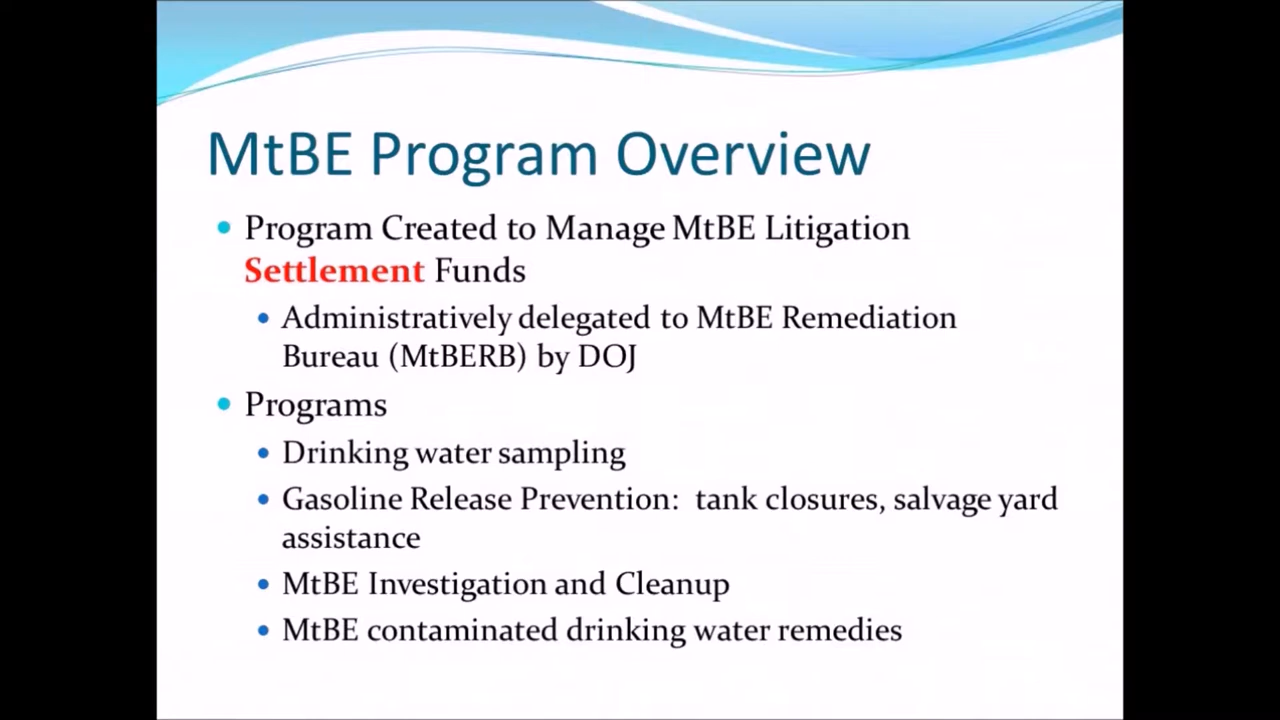 MtBE Program Overview
Program Created to Manage MtBE Litigation
Settlement Funds
Administratively delegated to MtBE Remediation
Bureau (MtBERB) by DOJ
Programs
Drinking water sampling
Gasoline Release Prevention: tank closures, salvage yard
assistance
MtBE Investigation and Cleanup
MtBE contaminated drinking water remedies